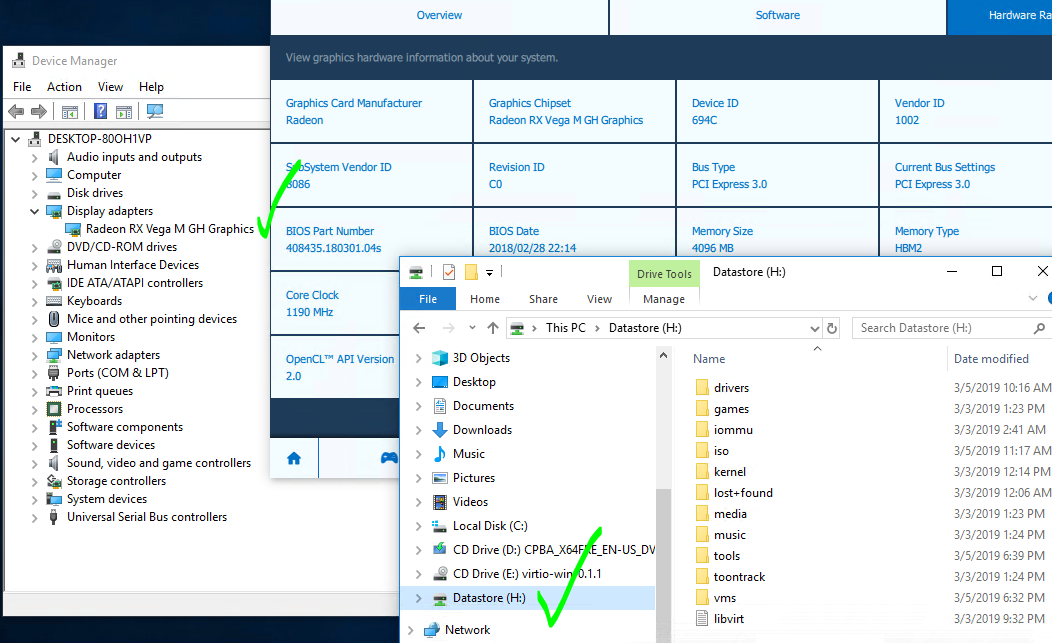 Overview
Software
Hardware Ra
View graphics hardware information about your system.
Graphics Card Manufacturer
Radeon
Graphics Chipset
Radeon RX Vega M GH Graphics
Device ID
694C
Vendor ID
1002
SubSystem Vendor ID
8086
Revision ID
C0
Bus Type
PCI Express 3.0
Current Bus Settings
PCI Express 3.0
BIOS Part Number
408435.180301.04s
BIOS Date
2018/02/28 22:14
Memory Size
4096 MB
Memory Type
HBM2
Core Clock
1190 MHz
OpenCL™ API Version
2.0
Device Manager
File Action View Help
DESKTOP-80OH1VP
Audio inputs and outputs
Computer
Disk drives
Display adapters
Radeon RX Vega M GH Graphics
DVD/CD-ROM drives
Human Interface Devices
IDE ATA/ATAPI controllers
Keyboards
Mice and other pointing devices
Monitors
Network adapters
Ports (COM & LPT)
Print queues
Processors
Software components
Software devices
Sound, video and game controllers
Storage controllers
System devices
Universal Serial Bus controllers
Drive Tools
Datastore (H:)
File Home Share View Manage
This PC Datastore (H:)
Search Datastore (H:)
3D Objects
Desktop
Documents
Downloads
Music
Pictures
Videos
Local Disk (C:)
CD Drive (D:) CPBA_X64FRE_EN-US_DV
CD Drive (E:) virtio-win-0.1.1
Datastore (H:)
Network
Name Date modified
drivers 3/5/2019 10:16 AM
games 3/3/2019 1:23 PM
iommu 3/3/2019 2:41 AM
iso 3/5/2019 11:17 AM
kernel 3/3/2019 12:14 PM
lost+found 3/3/2019 12:06 AM
media 3/3/2019 1:23 PM
music 3/3/2019 1:24 PM
tools 3/5/2019 6:39 PM
toontrack 3/3/2019 1:24 PM
vms 3/5/2019 6:32 PM
libvirt 3/3/2019 9:32 PM